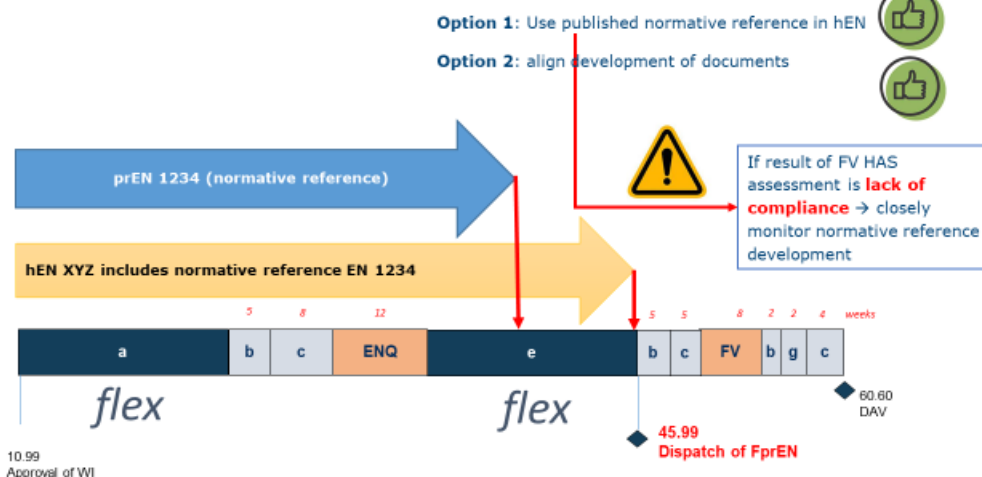 Option 1: Use published normative reference in hEN
Option 2: align development of documents
prEN 1234 (normative reference)
If result of FV HAS
assessment is lack of
compliance → closely
monitor normative reference
development
hEN XYZ includes normative reference EN 1234
5 8 12 5 5 8 2 2 4 weeks
a b c ENQ e b c FV b g c
flex flex
60.60
DAV
45.99
Dispatch of FprEN
10.99
Approval of WI